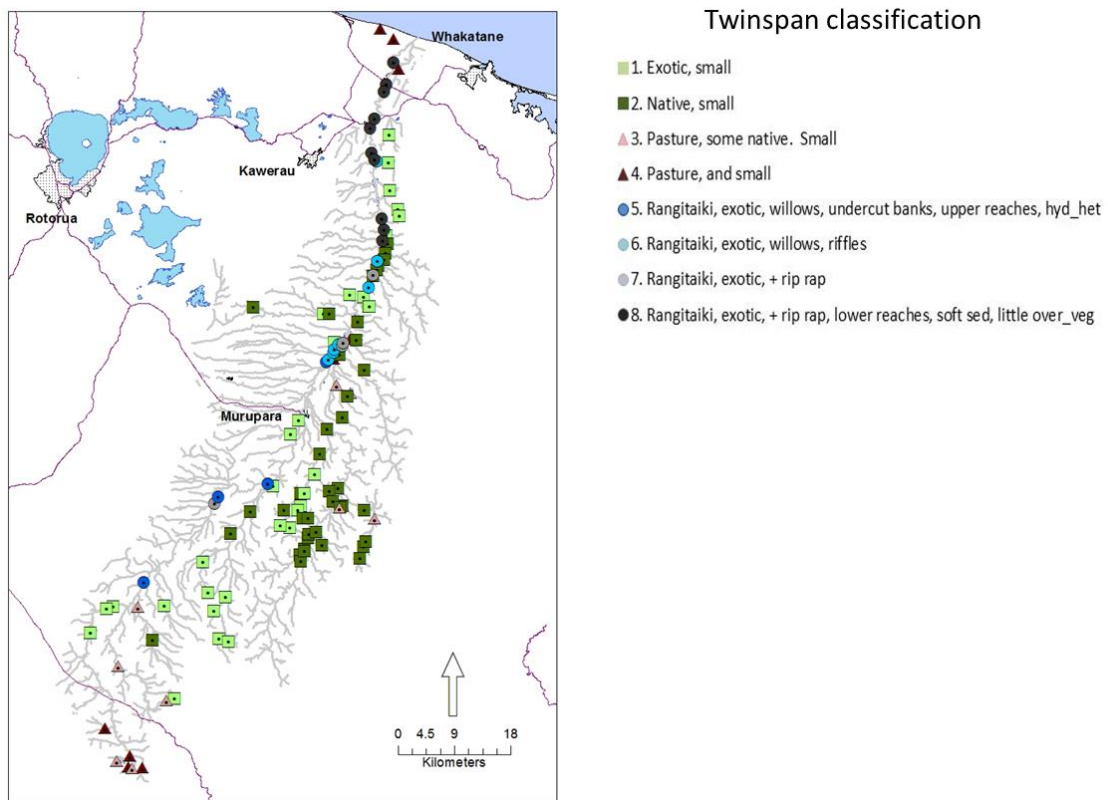 Twinspan classification
Whakatane
Kawerau
Rotorua
Murupara
0 4.5 9 18
Kilometers
1. Exotic, small
2. Native, small
3. Pasture, some native. Small
4. Pasture, and small
5. Rangitaiki, exotic, willows, undercut banks, upper reaches, hyd_het
6. Rangitaiki, exotic, willows, riffles
7. Rangitaiki, exotic, + rip rap
8. Rangitaiki, exotic, + rip rap, lower reaches, soft sed, little over_veg